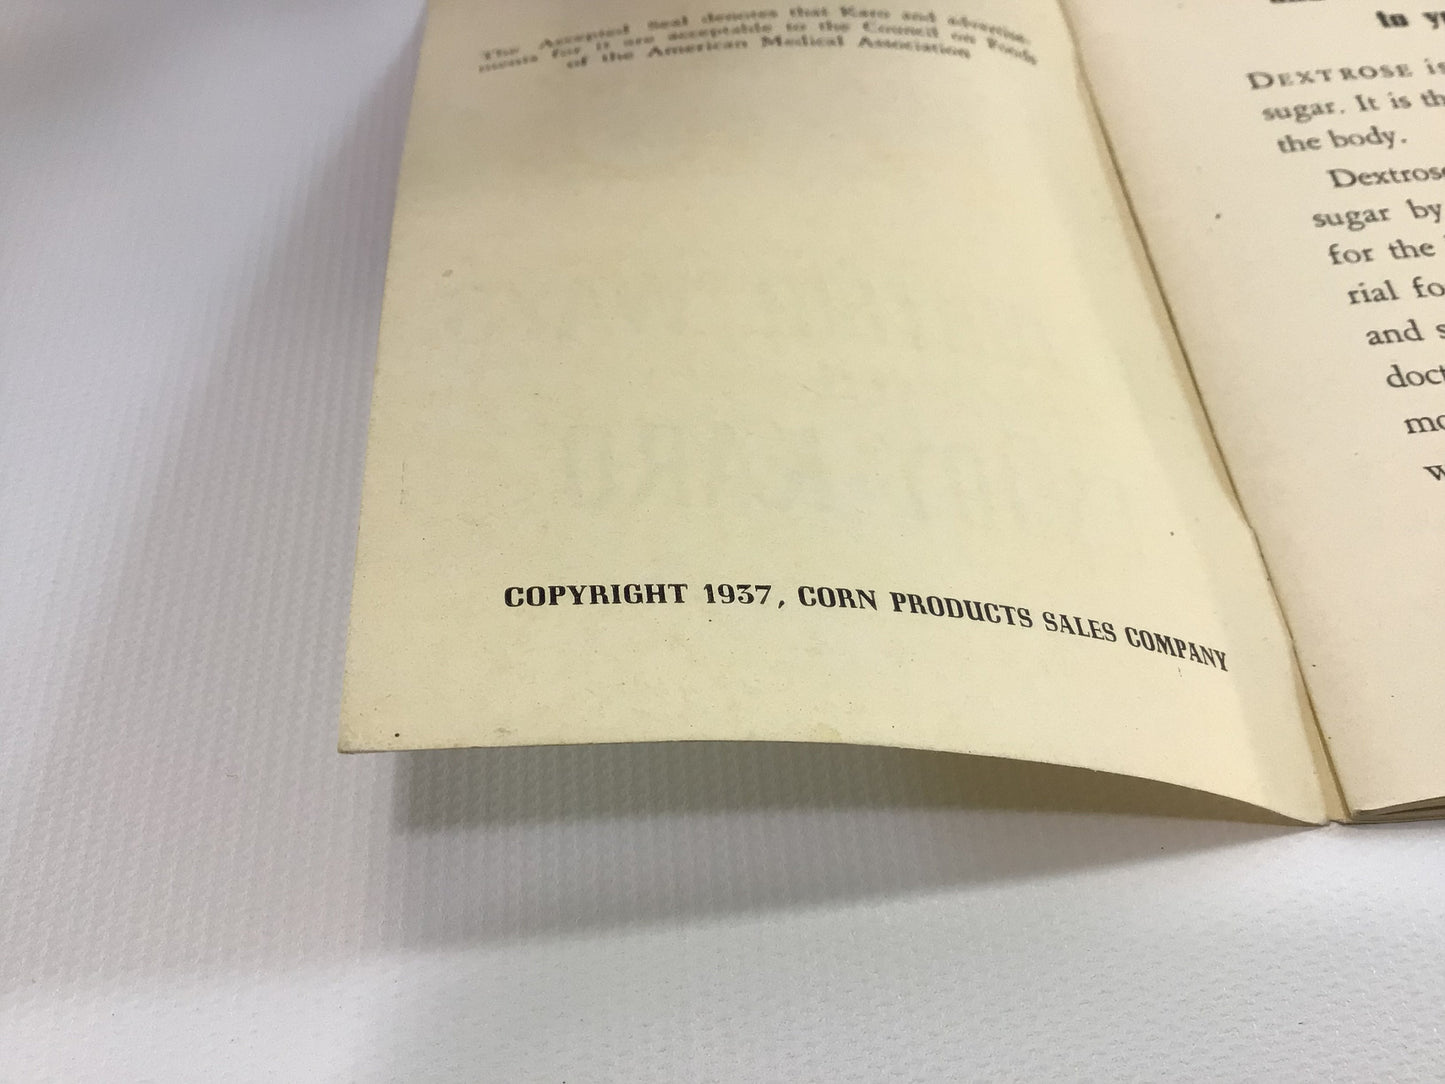 The Accepted Seal denotes that Karo and advertise-
ments for it are acceptable to the Council on Foods
of the American Medical Association
COPYRIGHT 1937, CORN PRODUCTS SALES COMPANY
to
DEXTROSE is
sugar. It is
the body.
Dextrose
sugar by
for the
rial
and